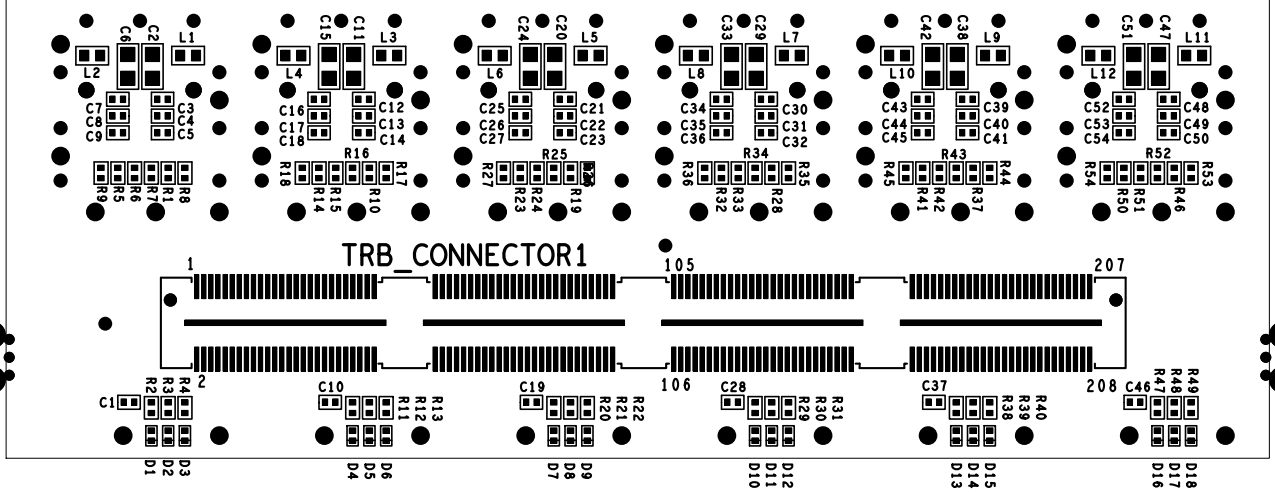 C6 C2 L1 C15 C11 L3 C24 C20 L5 C33 C29 L7 C42 C38 L9 C51 C47 L11
L2 L4 L6 L8 L10 L12
C7 C3 C16 C12 C25 C21 C34 C30 C43 C39 C52 C48
C8 C4 C17 C13 C26 C22 C35 C31 C44 C40 C53 C49
C9 C5 C18 C14 C27 C23 C36 C32 C45 C41 C54 C50
R16 R25 R34 R43 R52
R18 R17 R27 R26 R36 R35 R45 R44 R54 R53
R9 R5 R6 R7 R1 R8 R14 R15 R10 R23 R24 R19 R32 R33 R28 R41 R42 R37 R50 R51 R46
TRB_CONNECTOR1
1 105 207
2 106 208
R2 R3 R4 C10 C19 C28 C37 C46 R47 R48 R49
C1 R11 R12 R13 R20 R21 R22 R29 R30 R31 R38 R39 R40
D1 D2 D3 D4 D5 D6 D7 D8 D9 D10 D11 D12 D13 D14 D15 D16 D17 D18